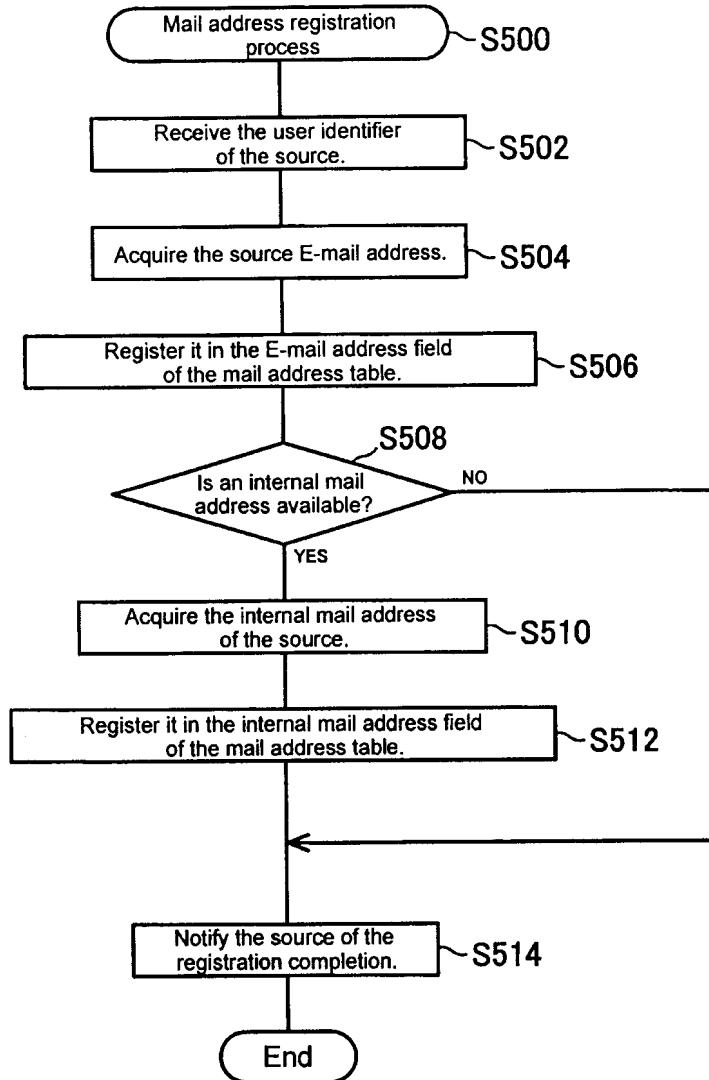 Mail address registration
process
S500
Receive the user identifier
of the source.
S502
Acquire the source E-mail address.
S504
Register it in the E-mail address field
of the mail address table.
S506
S508
Is an internal mail
address available?
NO
YES
Acquire the internal mail address
of the source.
S510
Register it in the internal mail address field
of the mail address table.
S512
Notify the source of the
registration completion.
S514
End